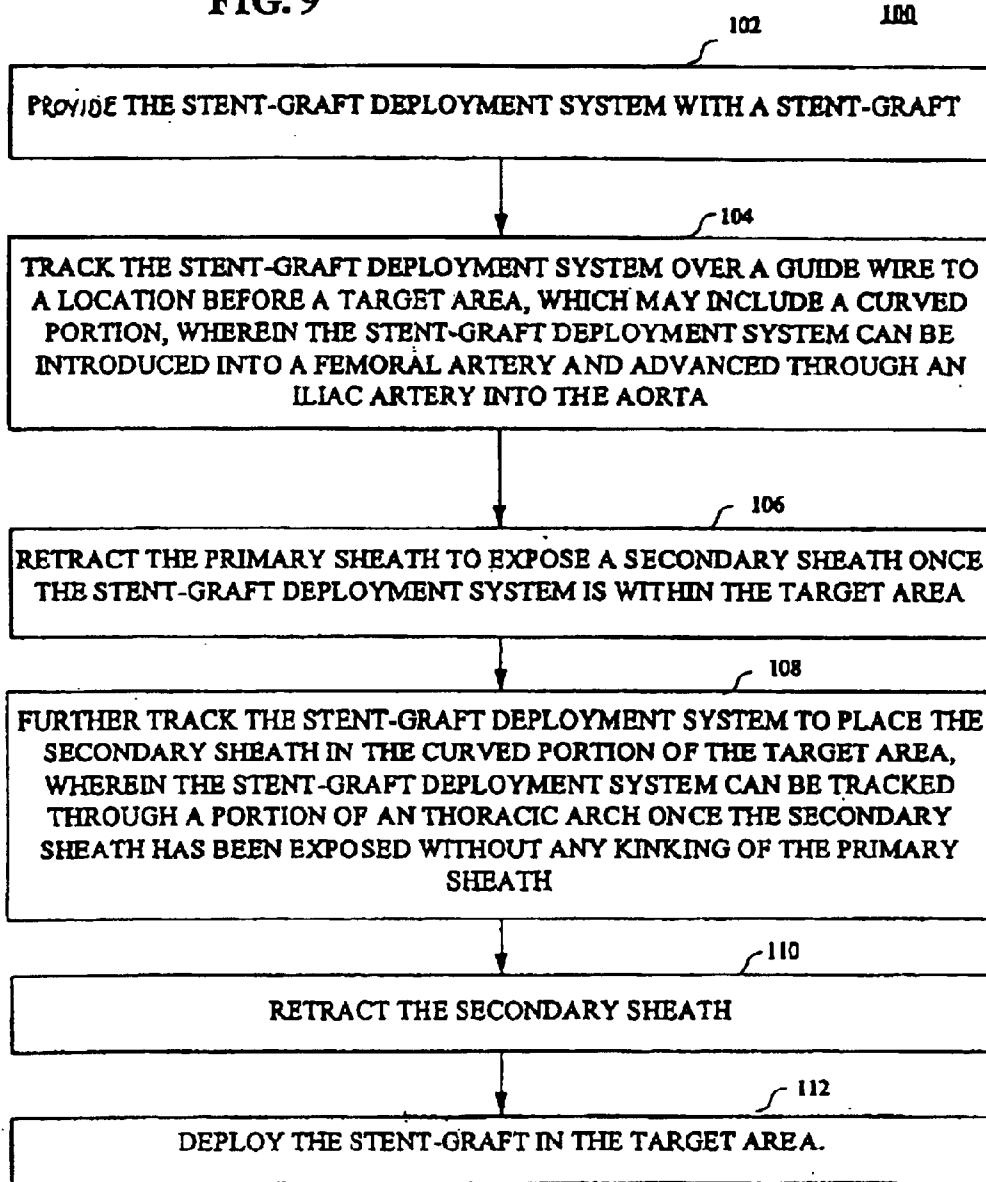 FIG. 9
100
102
PROVIDE THE STENT-GRAFT DEPLOYMENT SYSTEM WITH A STENT-GRAFT
104
TRACK THE STENT-GRAFT DEPLOYMENT SYSTEM OVER A GUIDE WIRE TO
A LOCATION BEFORE A TARGET AREA, WHICH MAY INCLUDE A CURVED
PORTION, WHEREIN THE STENT-GRAFT DEPLOYMENT SYSTEM CAN BE
INTRODUCED INTO A FEMORAL ARTERY AND ADVANCED THROUGH AN
ILIAC ARTERY INTO THE AORTA
106
RETRACT THE PRIMARY SHEATH TO EXPOSE A SECONDARY SHEATH ONCE
THE STENT-GRAFT DEPLOYMENT SYSTEM IS WITHIN THE TARGET AREA
108
FURTHER TRACK THE STENT-GRAFT DEPLOYMENT SYSTEM TO PLACE THE
SECONDARY SHEATH IN THE CURVED PORTION OF THE TARGET AREA,
WHEREIN THE STENT-GRAFT DEPLOYMENT SYSTEM CAN BE TRACKED
THROUGH A PORTION OF AN THORACIC ARCH ONCE THE SECONDARY
SHEATH HAS BEEN EXPOSED WITHOUT ANY KINKING OF THE PRIMARY
SHEATH
110
RETRACT THE SECONDARY SHEATH
112
DEPLOY THE STENT-GRAFT IN THE TARGET AREA.